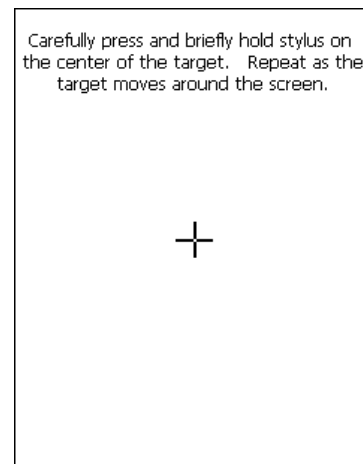 Carefully press and briefly hold stylus on
the center of the target.   Repeat as the
target moves around the screen.